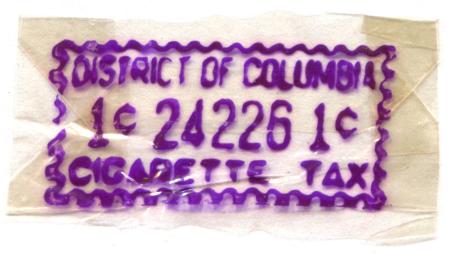 DISTRICT OF COLUMBIA
1¢ 24226 1¢
CIGARETTE TAX